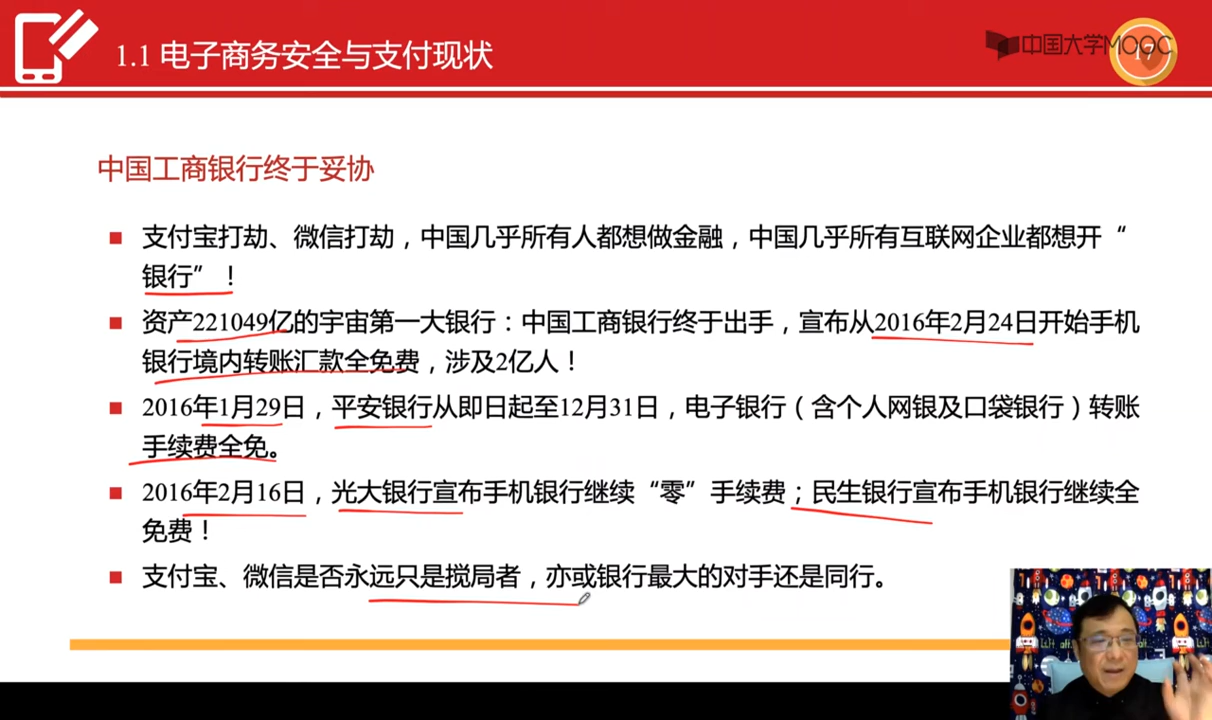 1.1 电子商务安全与支付现状
中国大学MOOC
17
中国工商银行终于妥协
支付宝打劫、微信打劫，中国几乎所有人都想做金融，中国几乎所有互联网企业都想开“
银行”！
资产221049亿的宇宙第一大银行：中国工商银行终于出手，宣布从2016年2月24日开始手机
银行境内转账汇款全免费，涉及2亿人！
2016年1月29日，平安银行从即日起至12月31日，电子银行（含个人网银及口袋银行）转账
手续费全免。
2016年2月16日，光大银行宣布手机银行继续“零”手续费；民生银行宣布手机银行继续全
免费！
支付宝、微信是否永远只是搅局者，亦或银行最大的对手还是同行。